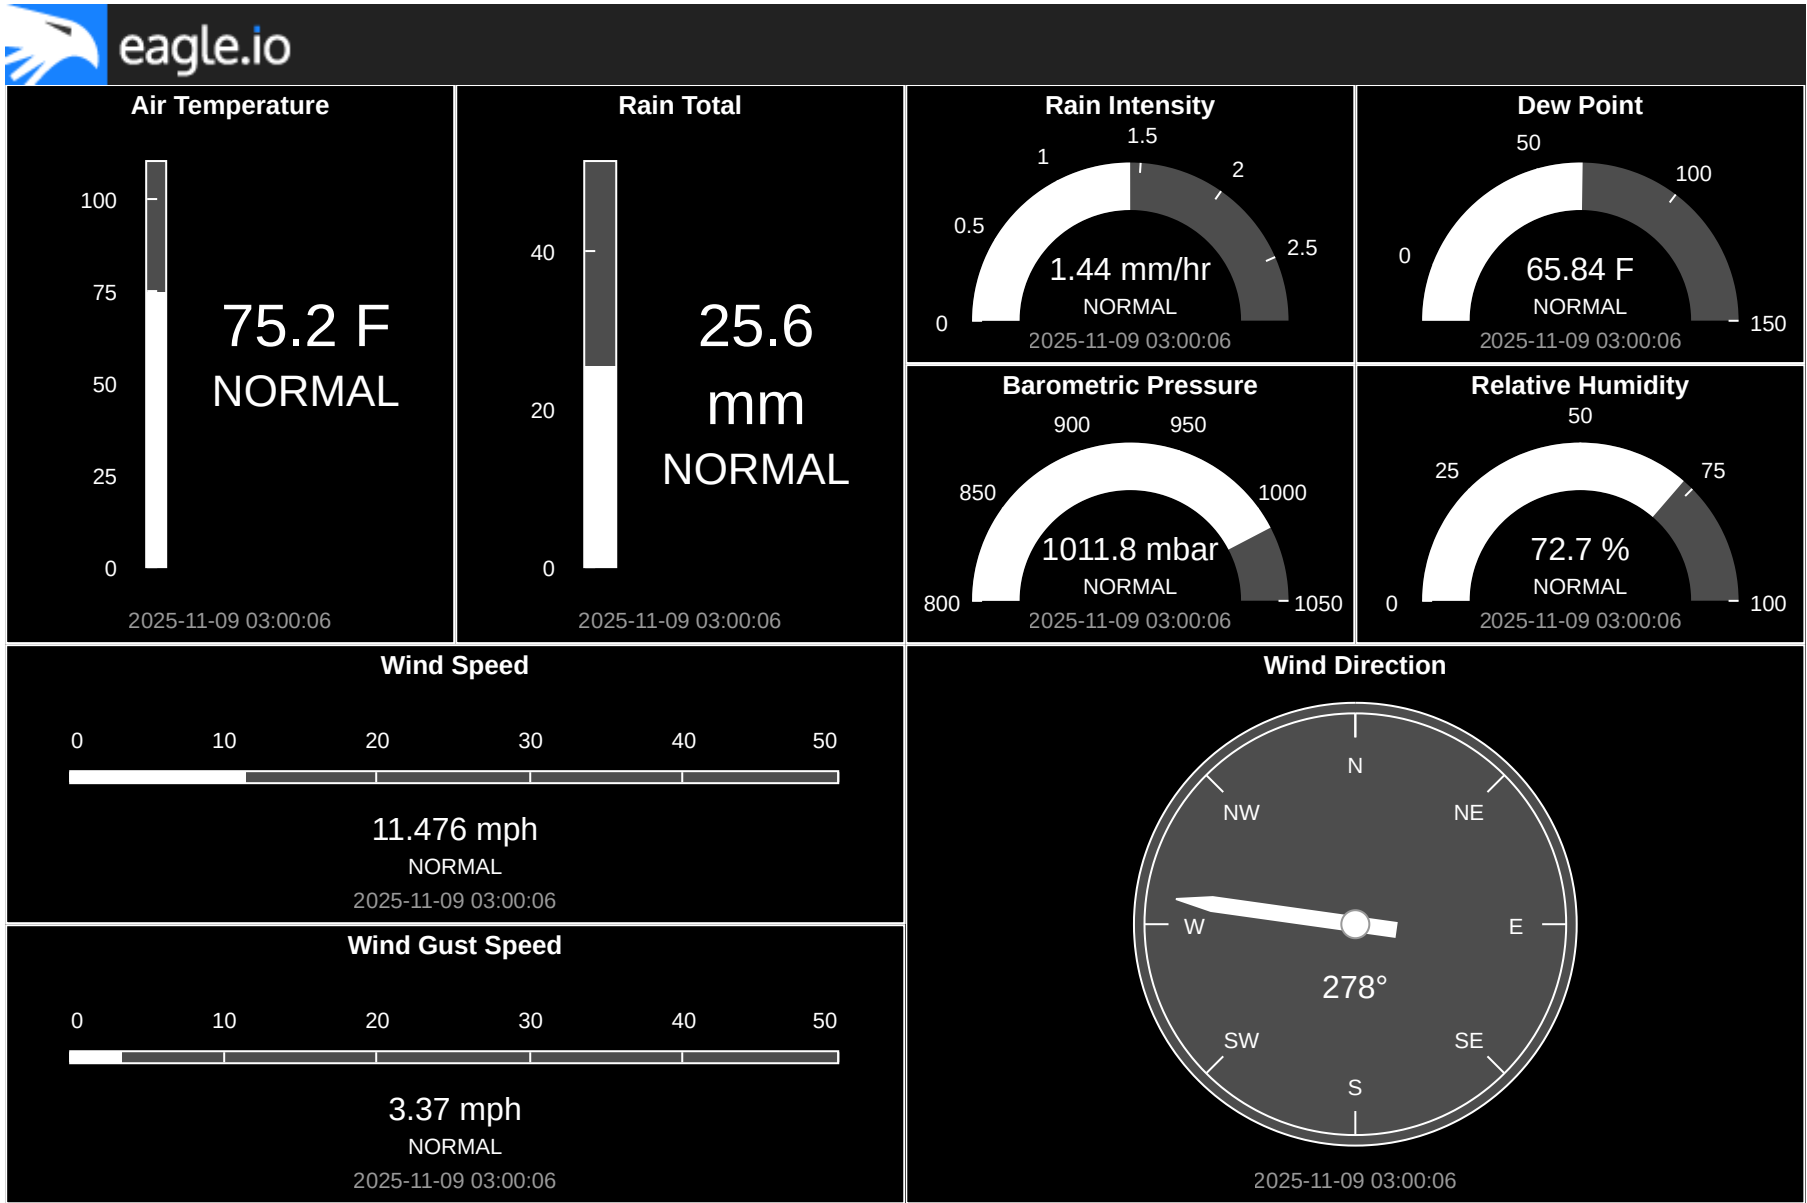 eagle.io
Air Temperature
100
75
50
25
0
75.2 F
NORMAL
2025-11-09 03:00:06
Rain Total
40
20
0
25.6
mm
NORMAL
2025-11-09 03:00:06
Rain Intensity
0
0.5
1
1.5
2
2.5
1.44 mm/hr
NORMAL
2025-11-09 03:00:06
Dew Point
0
50
100
150
65.84 F
NORMAL
2025-11-09 03:00:06
Barometric Pressure
800
850
900
950
1000
1050
1011.8 mbar
NORMAL
2025-11-09 03:00:06
Relative Humidity
0
25
50
75
100
72.7 %
NORMAL
2025-11-09 03:00:06
Wind Speed
0 10 20 30 40 50
11.476 mph
NORMAL
2025-11-09 03:00:06
Wind Gust Speed
0 10 20 30 40 50
3.37 mph
NORMAL
2025-11-09 03:00:06
Wind Direction
N
NW NE
W E
278°
SW SE
S
2025-11-09 03:00:06